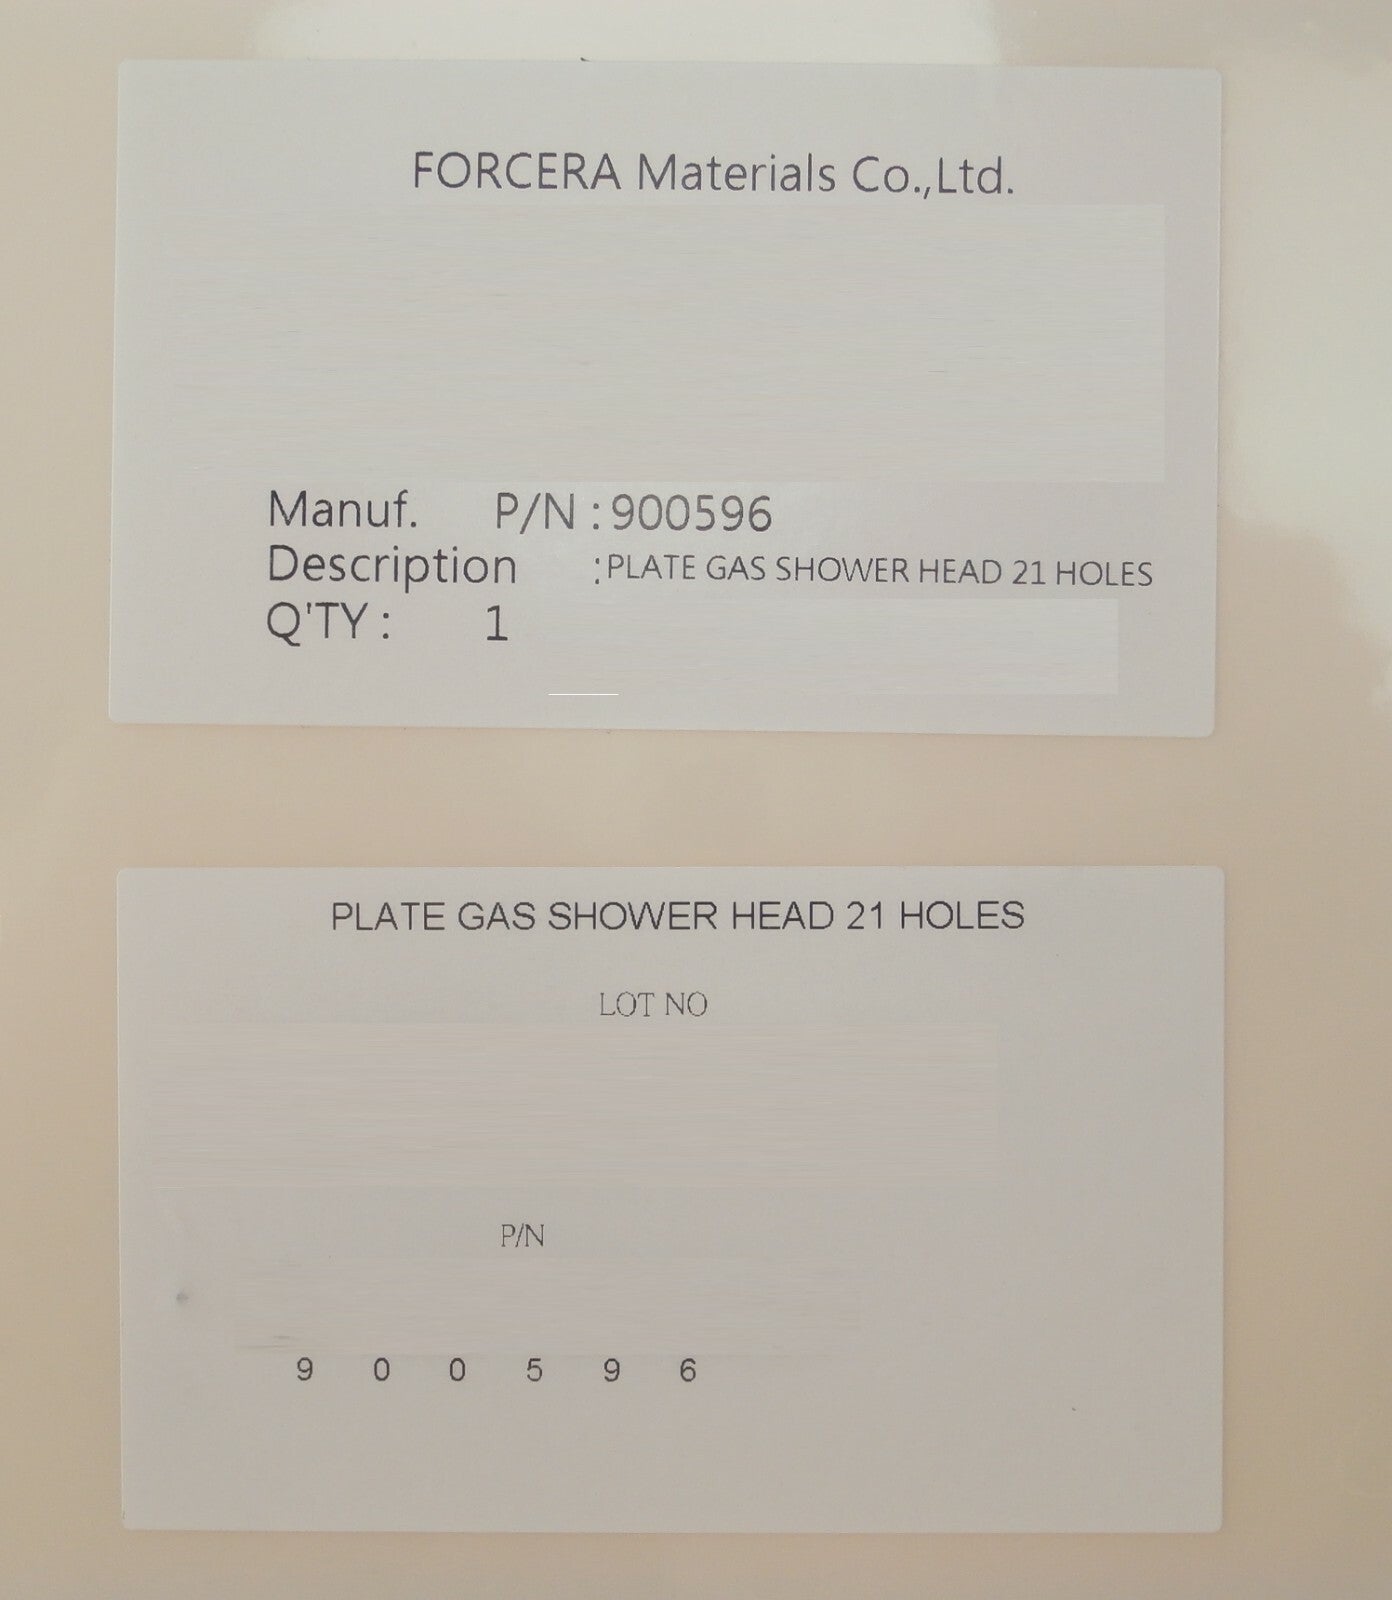 FORCERA Materials Co.,Ltd.
Manuf. P/N : 900596
Description :PLATE GAS SHOWER HEAD 21 HOLES
Q'TY : 1
PLATE GAS SHOWER HEAD 21 HOLES
LOT NO
P/N
9 0 0 5 9 6